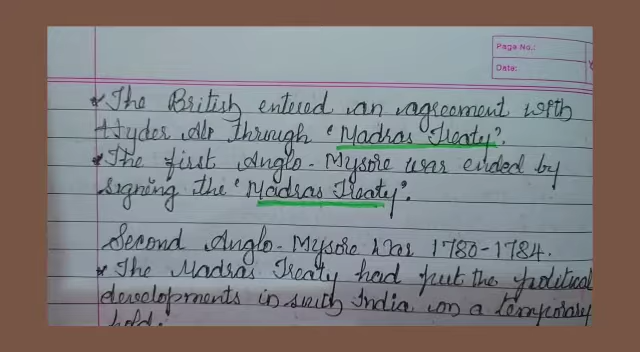 Page No.:
Date:
* The British entered an agreement with
Hyder Ali through 'Madras Treaty'.
* The first Anglo-Mysore war ended by
signing the 'Madras Treaty'.
Second Anglo-Mysore War 1780-1784.
* The Madras Treaty had put the political
developments in south India on a temporary
hold.